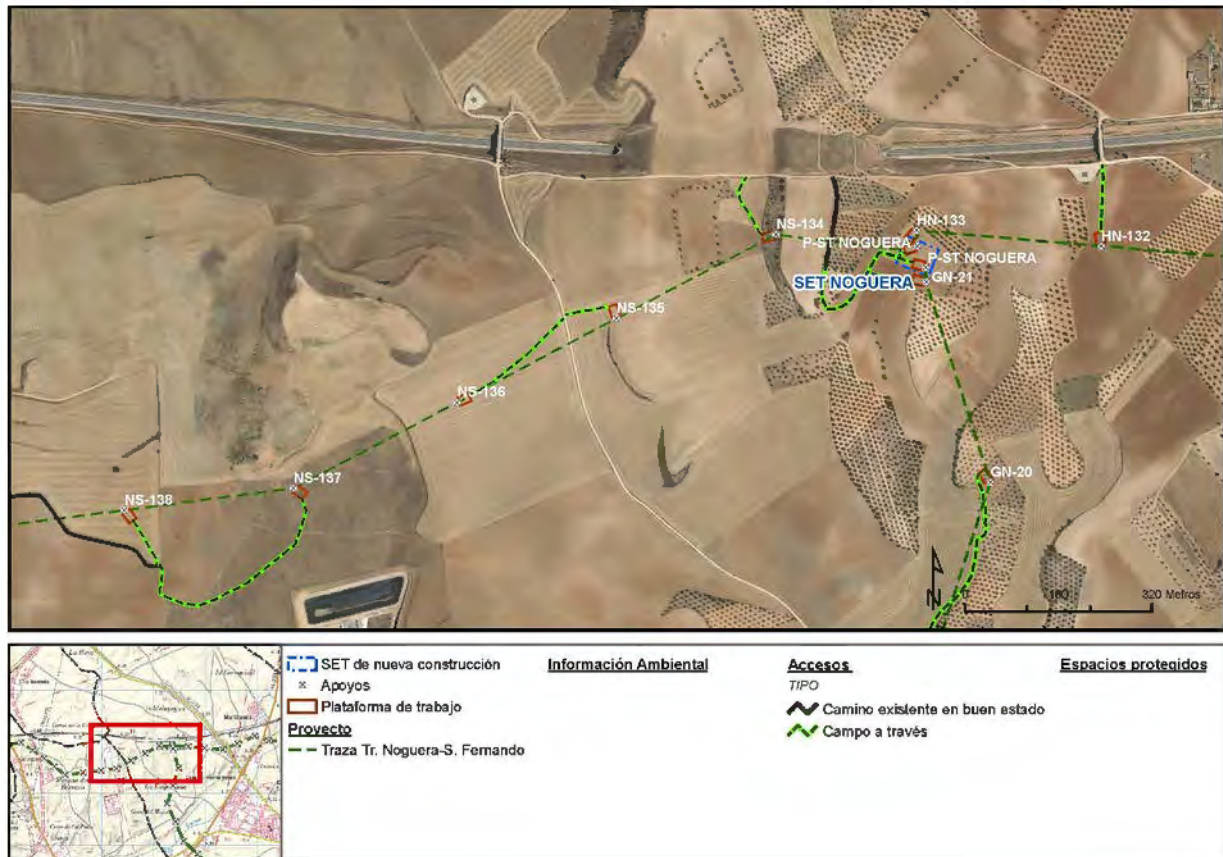 HN-133
NS-134
HN-132
P-ST NOGUERA
P-ST NOGUERA
SET NOGUERA
GN-21
NS-135
NS-136
GN-20
NS-137
NS-138
N
320 Metros
SET de nueva construcción
Apoyos
Plataforma de trabajo
Proyecto
Traza Tr. Noguera-S. Fernando
Información Ambiental
Accesos
TIPO
Camino existente en buen estado
Campo a través
Espacios protegidos